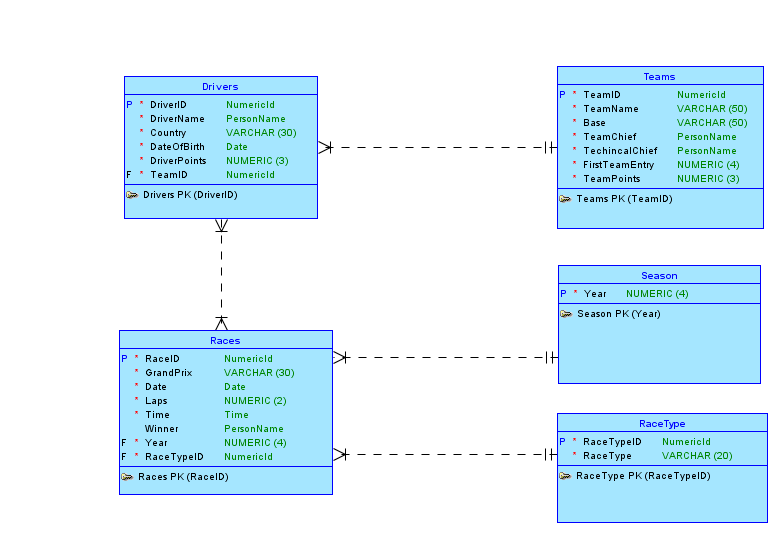 Drivers
P * DriverID NumericId
* DriverName PersonName
* Country VARCHAR (30)
* DateOfBirth Date
* DriverPoints NUMERIC (3)
F * TeamID NumericId
Drivers PK (DriverID)
Teams
P * TeamID NumericId
* TeamName VARCHAR (50)
* Base VARCHAR (50)
* TeamChief PersonName
* TechincalChief PersonName
* FirstTeamEntry NUMERIC (4)
* TeamPoints NUMERIC (3)
Teams PK (TeamID)
Season
P * Year NUMERIC (4)
Season PK (Year)
Races
P * RaceID NumericId
* GrandPrix VARCHAR (30)
* Date Date
* Laps NUMERIC (2)
* Time Time
Winner PersonName
F * Year NUMERIC (4)
F * RaceTypeID NumericId
Races PK (RaceID)
RaceType
P * RaceTypeID NumericId
* RaceType VARCHAR (20)
RaceType PK (RaceTypeID)